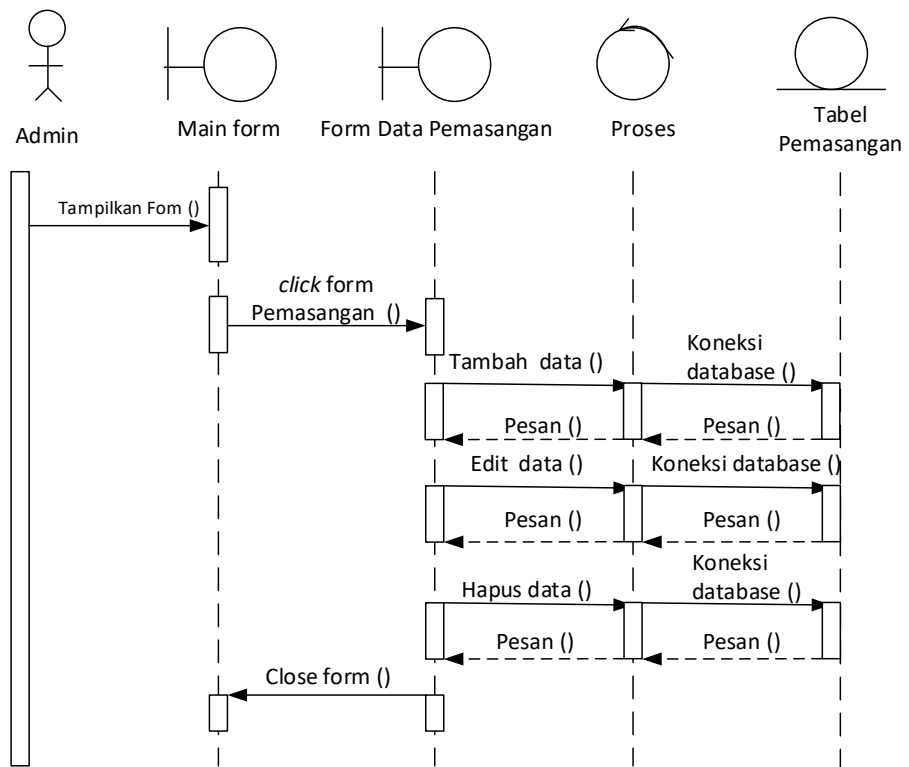 Admin
Main form
Form Data Pemasangan
Proses
Tabel
Pemasangan
Tampilkan Fom ()
click form
Pemasangan ()
Tambah data ()
Koneksi
database ()
Pesan ()
Pesan ()
Edit data ()
Koneksi database ()
Pesan ()
Pesan ()
Hapus data ()
Koneksi
database ()
Pesan ()
Pesan ()
Close form ()